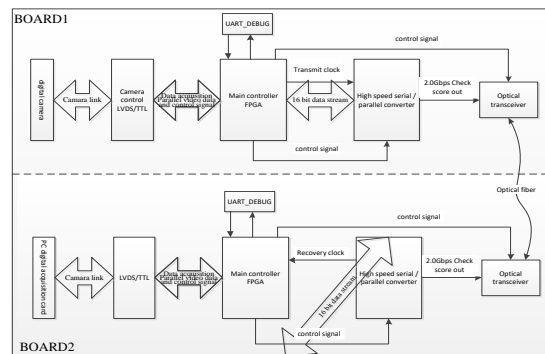 BOARD1
UART_DEBUG
control signal
digital camera
Camara link
Camera
control
LVDS/TTL
Data acquisition
Parallel video data
and control signal
Main controller
FPGA
Transmit clock
16 bit data stream
High speed serial /
parallel converter
2.0Gbps Check
score out
Optical
transceiver
control signal
Optical fiber
UART_DEBUG
control signal
PC digital acquisition card
Camara link
LVDS/TTL
Data acquisition
Parallel video data
and control signal
Main controller
FPGA
Recovery clock
16 bit data stream
High speed serial
/parallel converter
2.0Gbps Check
score out
Optical
transceiver
control signal
BOARD2